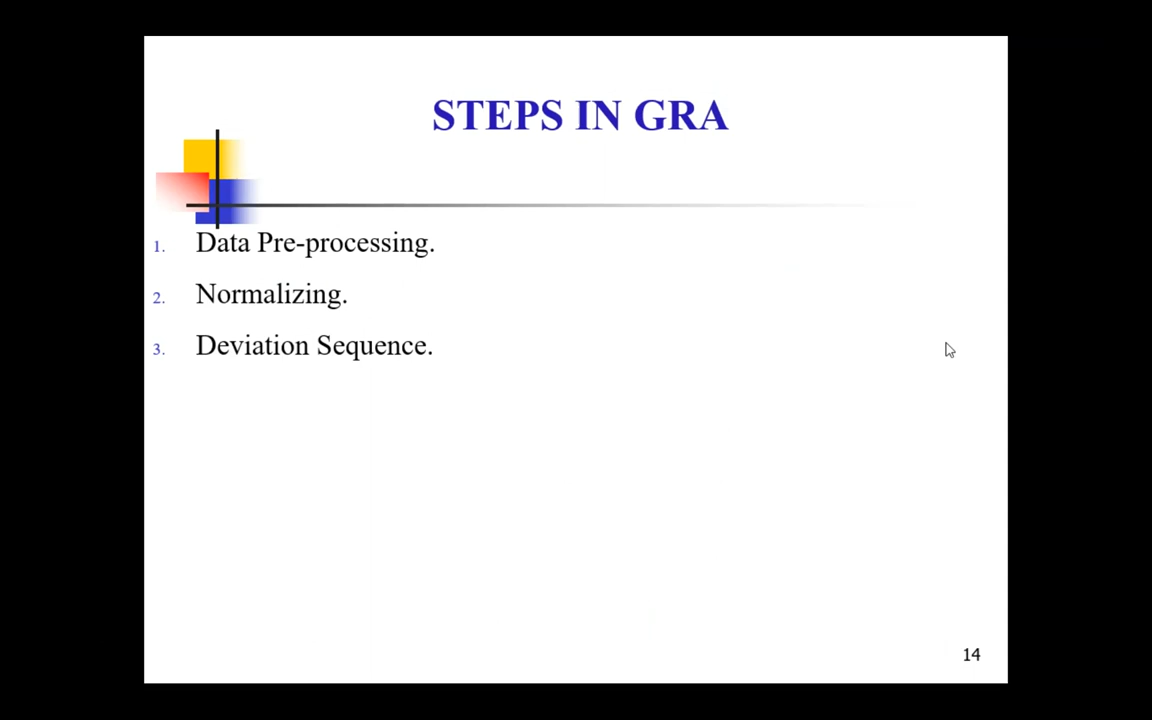 STEPS IN GRA
1. Data Pre-processing.
2. Normalizing.
3. Deviation Sequence.
14